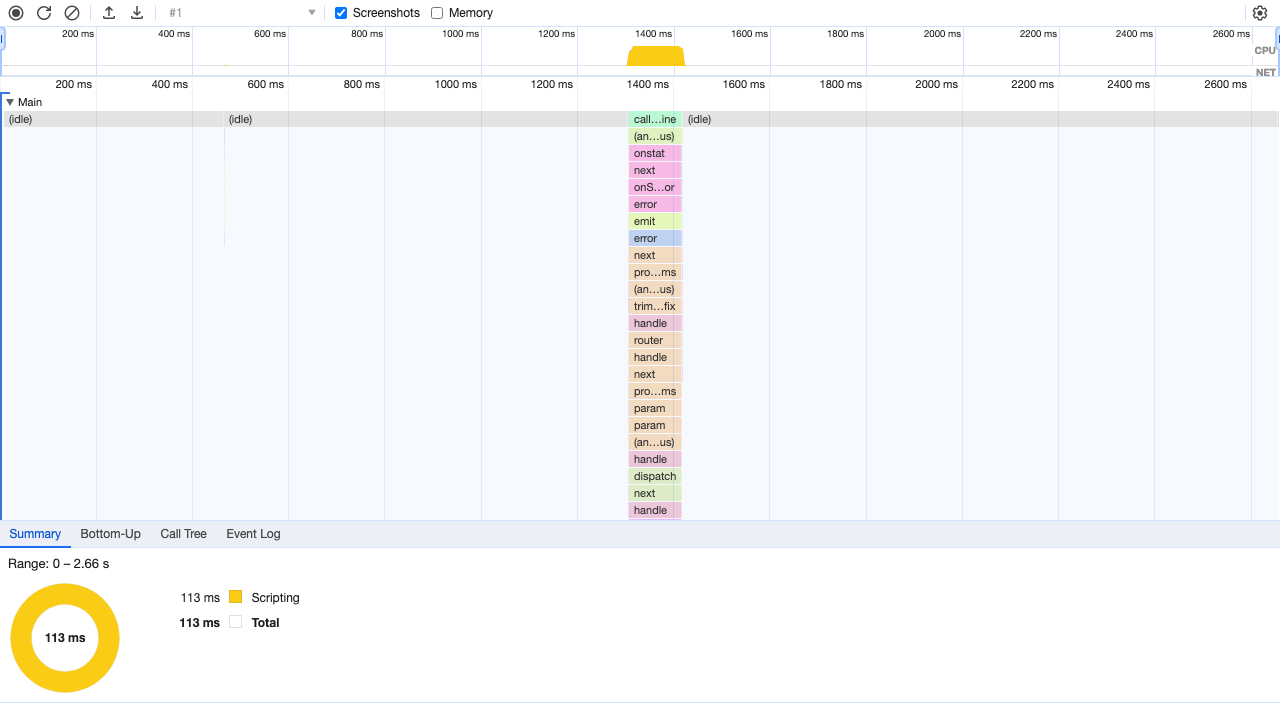 #1 Screenshots Memory
200 ms 400 ms 600 ms 800 ms 1000 ms 1200 ms 1400 ms 1600 ms 1800 ms 2000 ms 2200 ms 2400 ms 2600 ms
CPU
NET
200 ms 400 ms 600 ms 800 ms 1000 ms 1200 ms 1400 ms 1600 ms 1800 ms 2000 ms 2200 ms 2400 ms 2600 ms
Main
(idle) (idle) call...ine (idle)
(an...us)
onstat
next
onS...or
error
emit
error
next
pro...ms
(an...us)
trim...fix
handle
router
handle
next
pro...ms
param
param
(an...us)
handle
dispatch
next
handle
Summary Bottom-Up Call Tree Event Log
Range: 0 – 2.66 s
113 ms Scripting
113 ms Total
113 ms